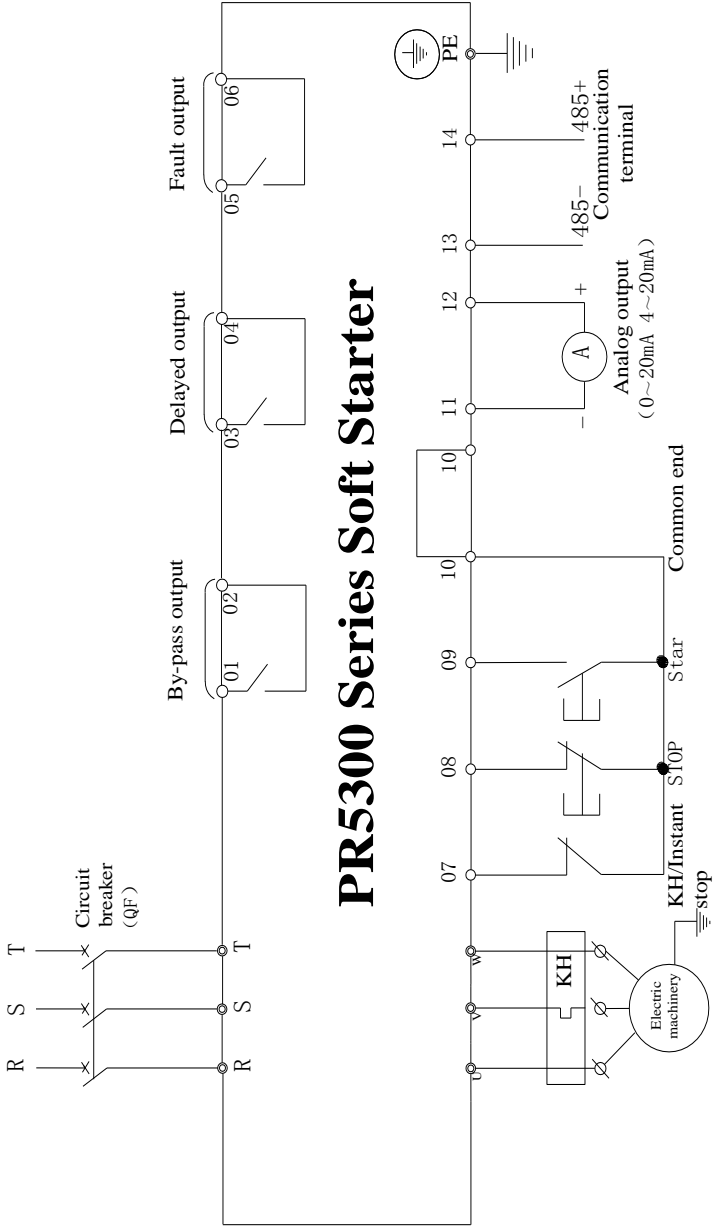 R S T
Circuit
breaker
(QF)
By-pass output
Delayed output
Fault output
R S T
01 02
03 04
05 06
PR5300 Series Soft Starter
U V W
07 08 09 10 10 11 12 13 14 PE
KH
Electric
machinery
KH/Instant
stop
STOP
Star
Common end
－ A +
Analog output
(0~20mA 4~20mA)
485− 485+
Communication
terminal